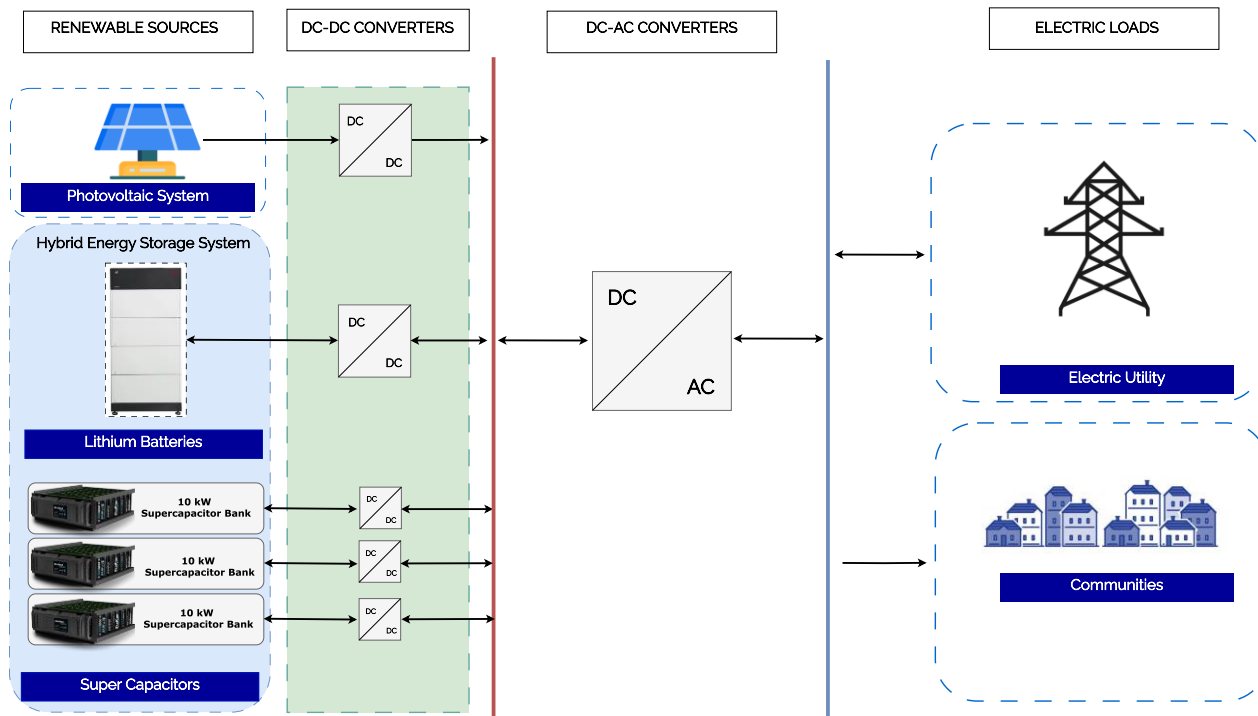 RENEWABLE SOURCES
DC-DC CONVERTERS
DC-AC CONVERTERS
ELECTRIC LOADS
DC
DC
Photovoltaic System
Hybrid Energy Storage System
DC
DC
DC
AC
Lithium Batteries
Electric Utility
10 kW
Supercapacitor Bank
DC
DC
10 kW
Supercapacitor Bank
DC
DC
10 kW
Supercapacitor Bank
DC
DC
Communities
Super Capacitors